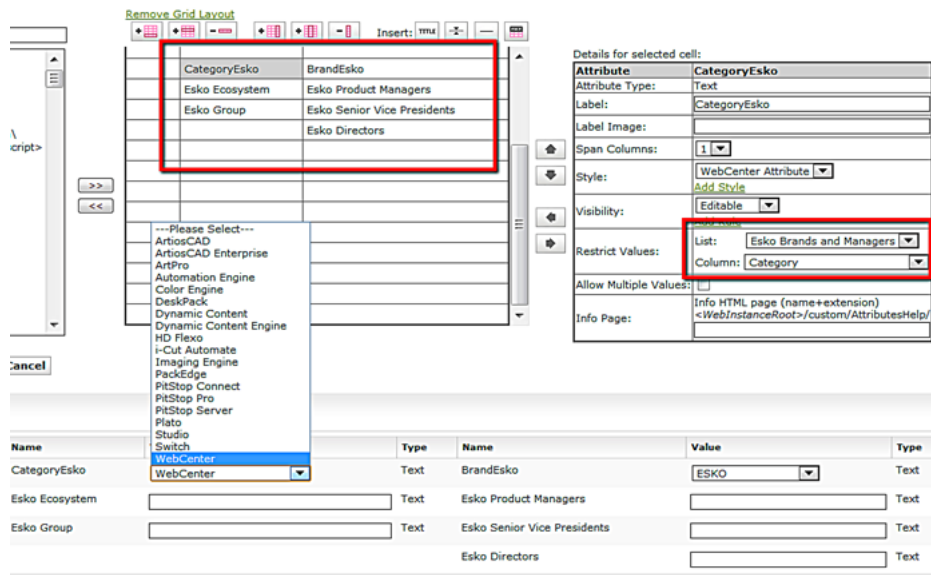 Remove Grid Layout
Insert: TITLE
CategoryEsko BrandEsko
Esko Ecosystem Esko Product Managers
Esko Group Esko Senior Vice Presidents
Esko Directors
\
cript>
>>
<<
Cancel
Details for selected cell:
Attribute CategoryEsko
Attribute Type: Text
Label: CategoryEsko
Label Image:
Span Columns: 1
Style: WebCenter Attribute
Add Style
Visibility: Editable
Add Rule
Restrict Values: List: Esko Brands and Managers
Column: Category
Allow Multiple Values:
Info Page: Info HTML page (name+extension)
<WebInstanceRoot>/custom/AttributesHelp/
---Please Select---
ArtiosCAD
ArtiosCAD Enterprise
ArtPro
Automation Engine
Color Engine
DeskPack
Dynamic Content
Dynamic Content Engine
HD Flexo
i-Cut Automate
Imaging Engine
PackEdge
PitStop Connect
PitStop Pro
PitStop Server
Plato
Studio
Switch
WebCenter
Name Type Name Value Type
CategoryEsko WebCenter Text BrandEsko ESKO Text
Esko Ecosystem Text Esko Product Managers Text
Esko Group Text Esko Senior Vice Presidents Text
Esko Directors Text